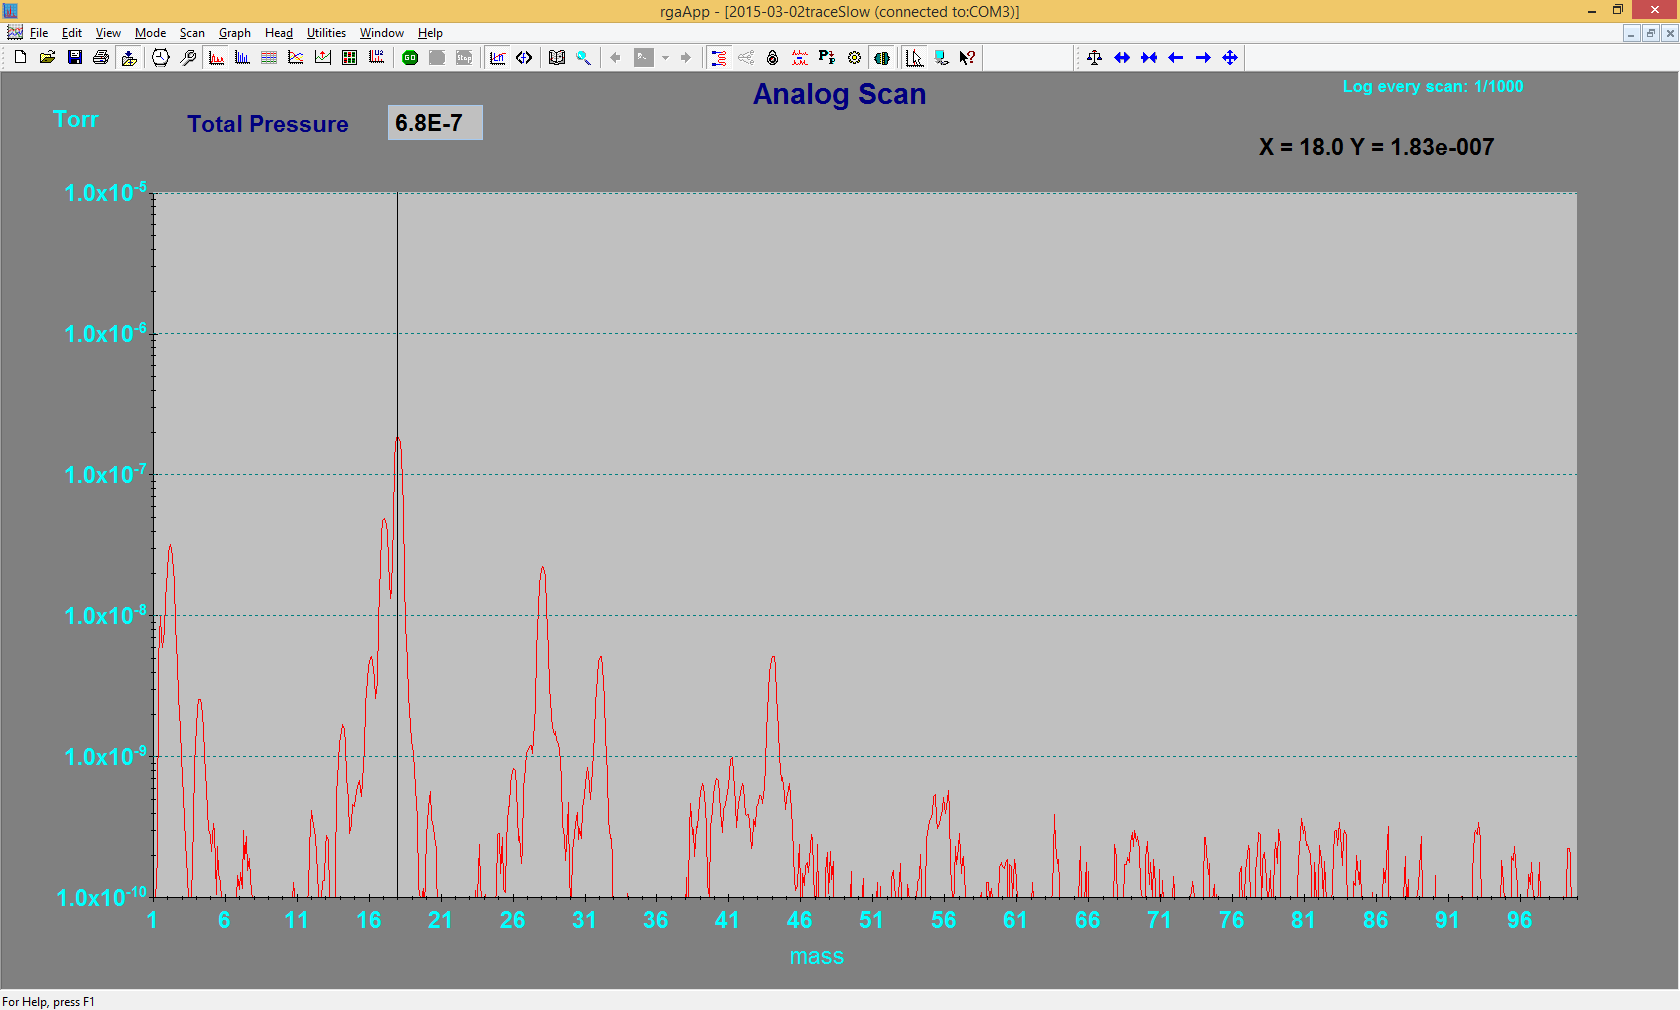 rgaApp - [2015-03-02traceSlow (connected to:COM3)]
File Edit View Mode Scan Graph Head Utilities Window Help
GO Stop
Analog Scan
Log every scan: 1/1000
Torr
Total Pressure 6.8E-7
X = 18.0 Y = 1.83e-007
1.0x10-5
1.0x10-6
1.0x10-7
1.0x10-8
1.0x10-9
1.0x10-10
1 6 11 16 21 26 31 36 41 46 51 56 61 66 71 76 81 86 91 96
mass
For Help, press F1